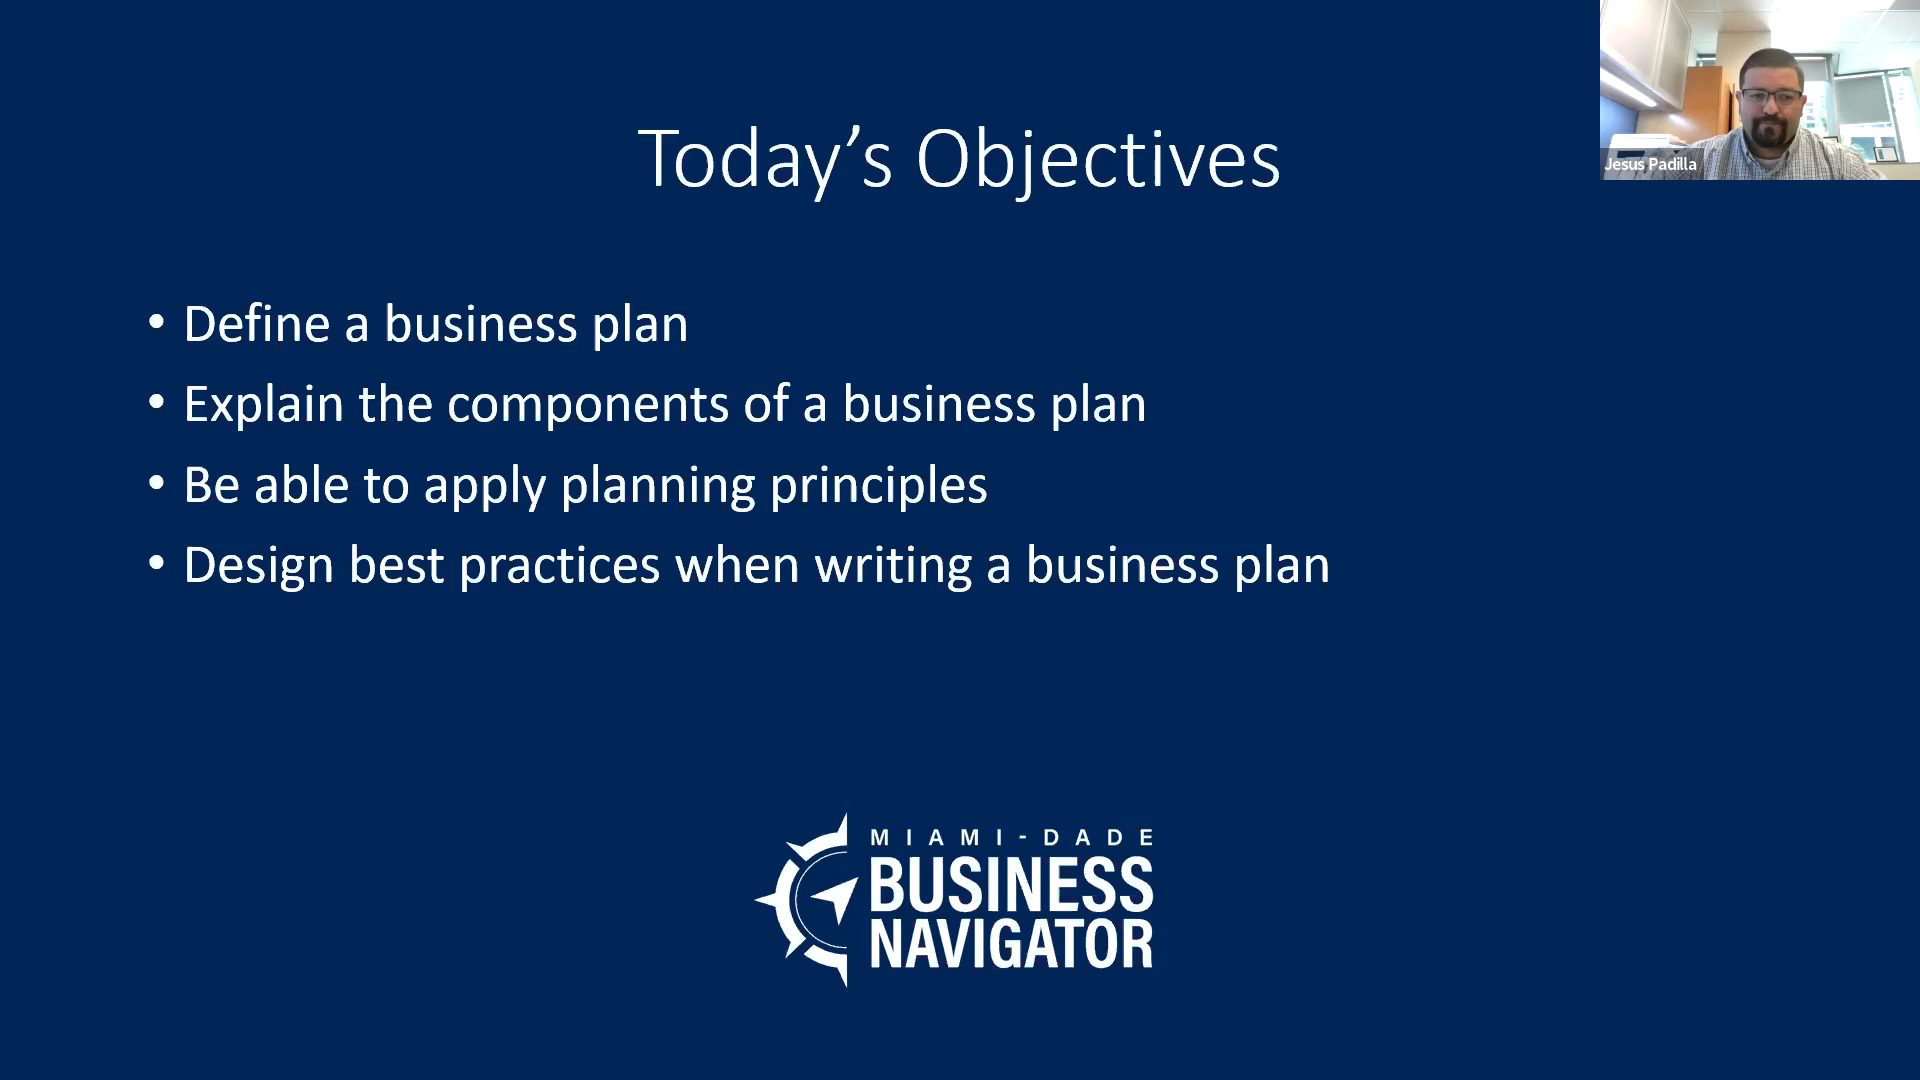 Today’s Objectives
• Define a business plan
• Explain the components of a business plan
• Be able to apply planning principles
• Design best practices when writing a business plan
Jesus Padilla
MIAMI-DADE
BUSINESS
NAVIGATOR